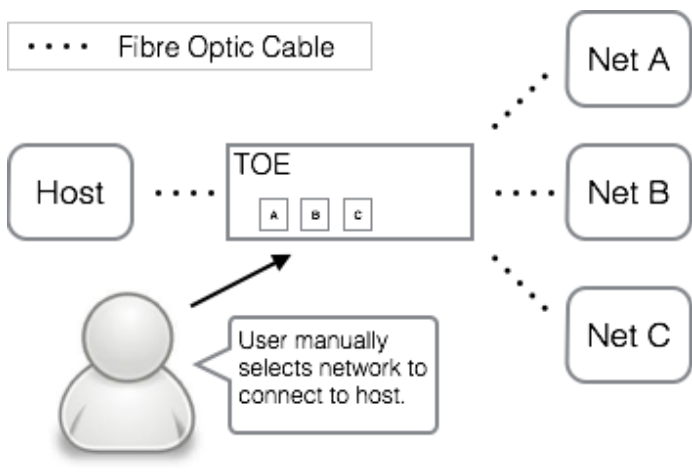 Fibre Optic Cable
Net A
Host
TOE
A B C
Net B
User manually
selects network to
connect to host.
Net C